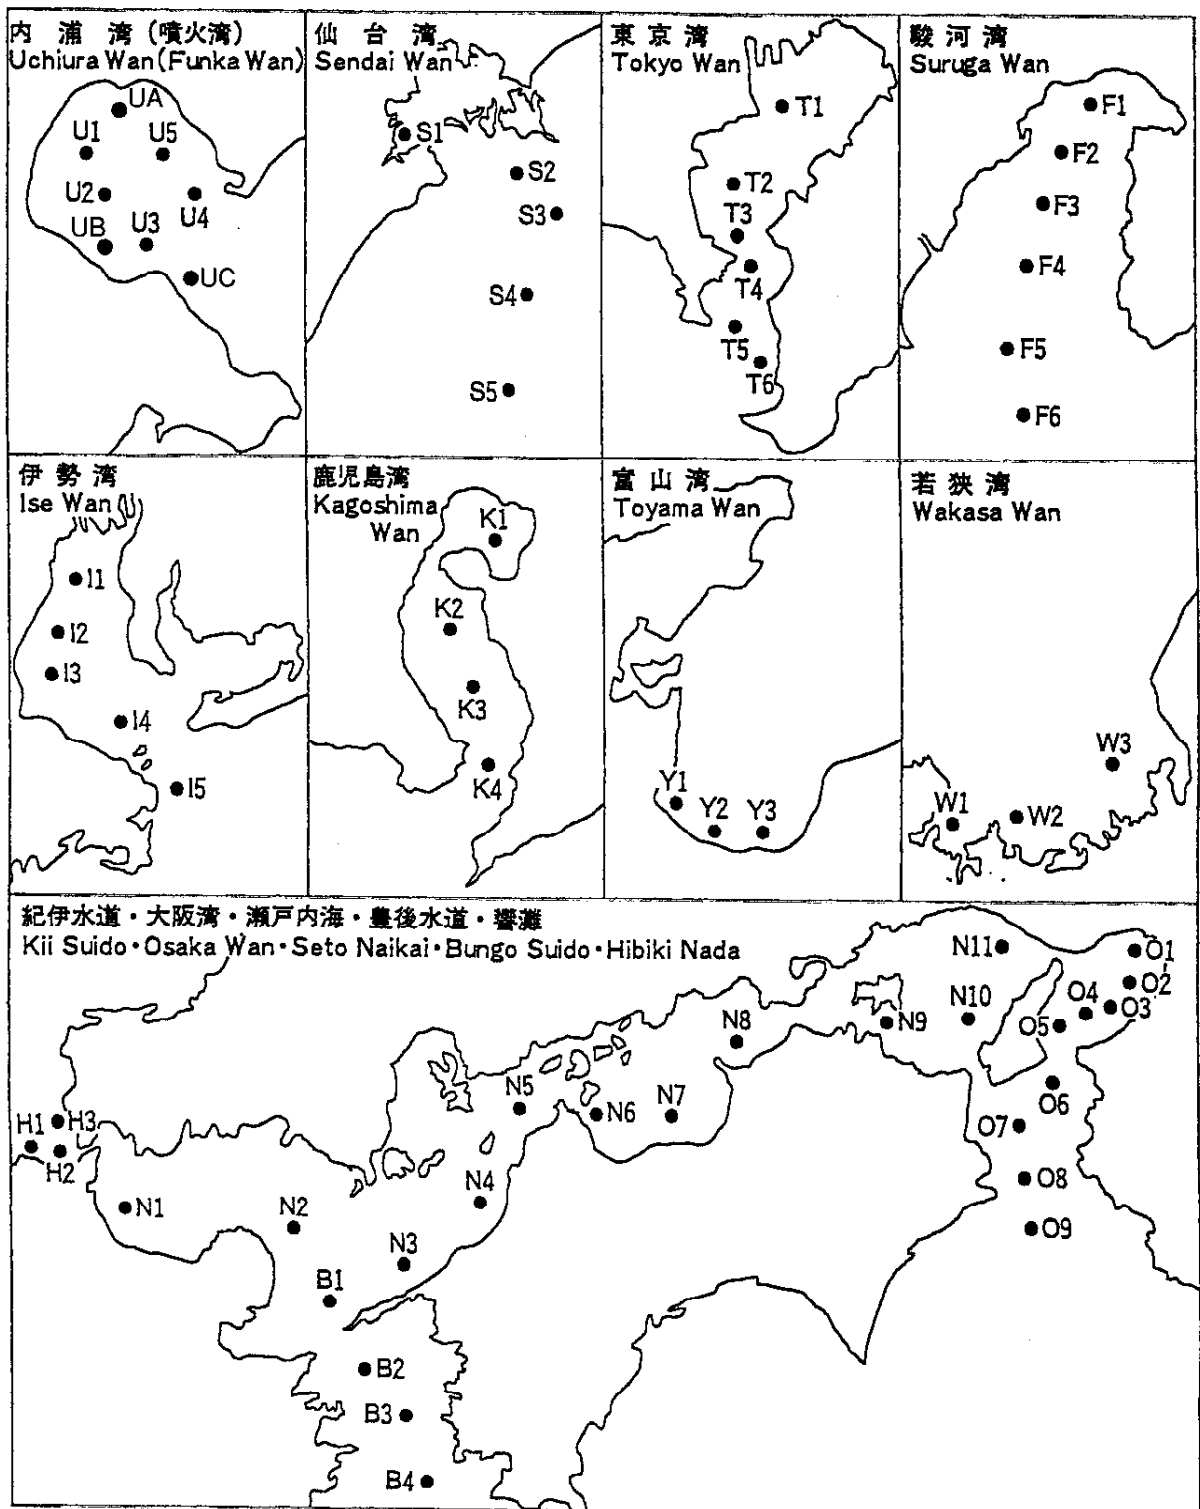 内浦湾（噴火湾）
Uchiura Wan(Funka Wan)
UA
U1
U5
U2
U4
UB
U3
UC
仙台湾
Sendai Wan
S1
S2
S3
S4
S5
東京湾
Tokyo Wan
T1
T2
T3
T4
T5
T6
駿河湾
Suruga Wan
F1
F2
F3
F4
F5
F6
伊勢湾
Ise Wan
I1
I2
I3
I4
I5
鹿児島湾
Kagoshima
Wan
K1
K2
K3
K4
富山湾
Toyama Wan
Y1
Y2
Y3
若狭湾
Wakasa Wan
W3
W1
W2
紀伊水道・大阪湾・瀬戸内海・豊後水道・響灘
Kii Suido・Osaka Wan・Seto Naikai・Bungo Suido・Hibiki Nada
N11
O1
O2
N10
O4
O3
N9
O5
N8
N5
N6
N7
O6
H1
H3
O7
H2
N4
O8
N1
N2
O9
N3
B1
B2
B3
B4